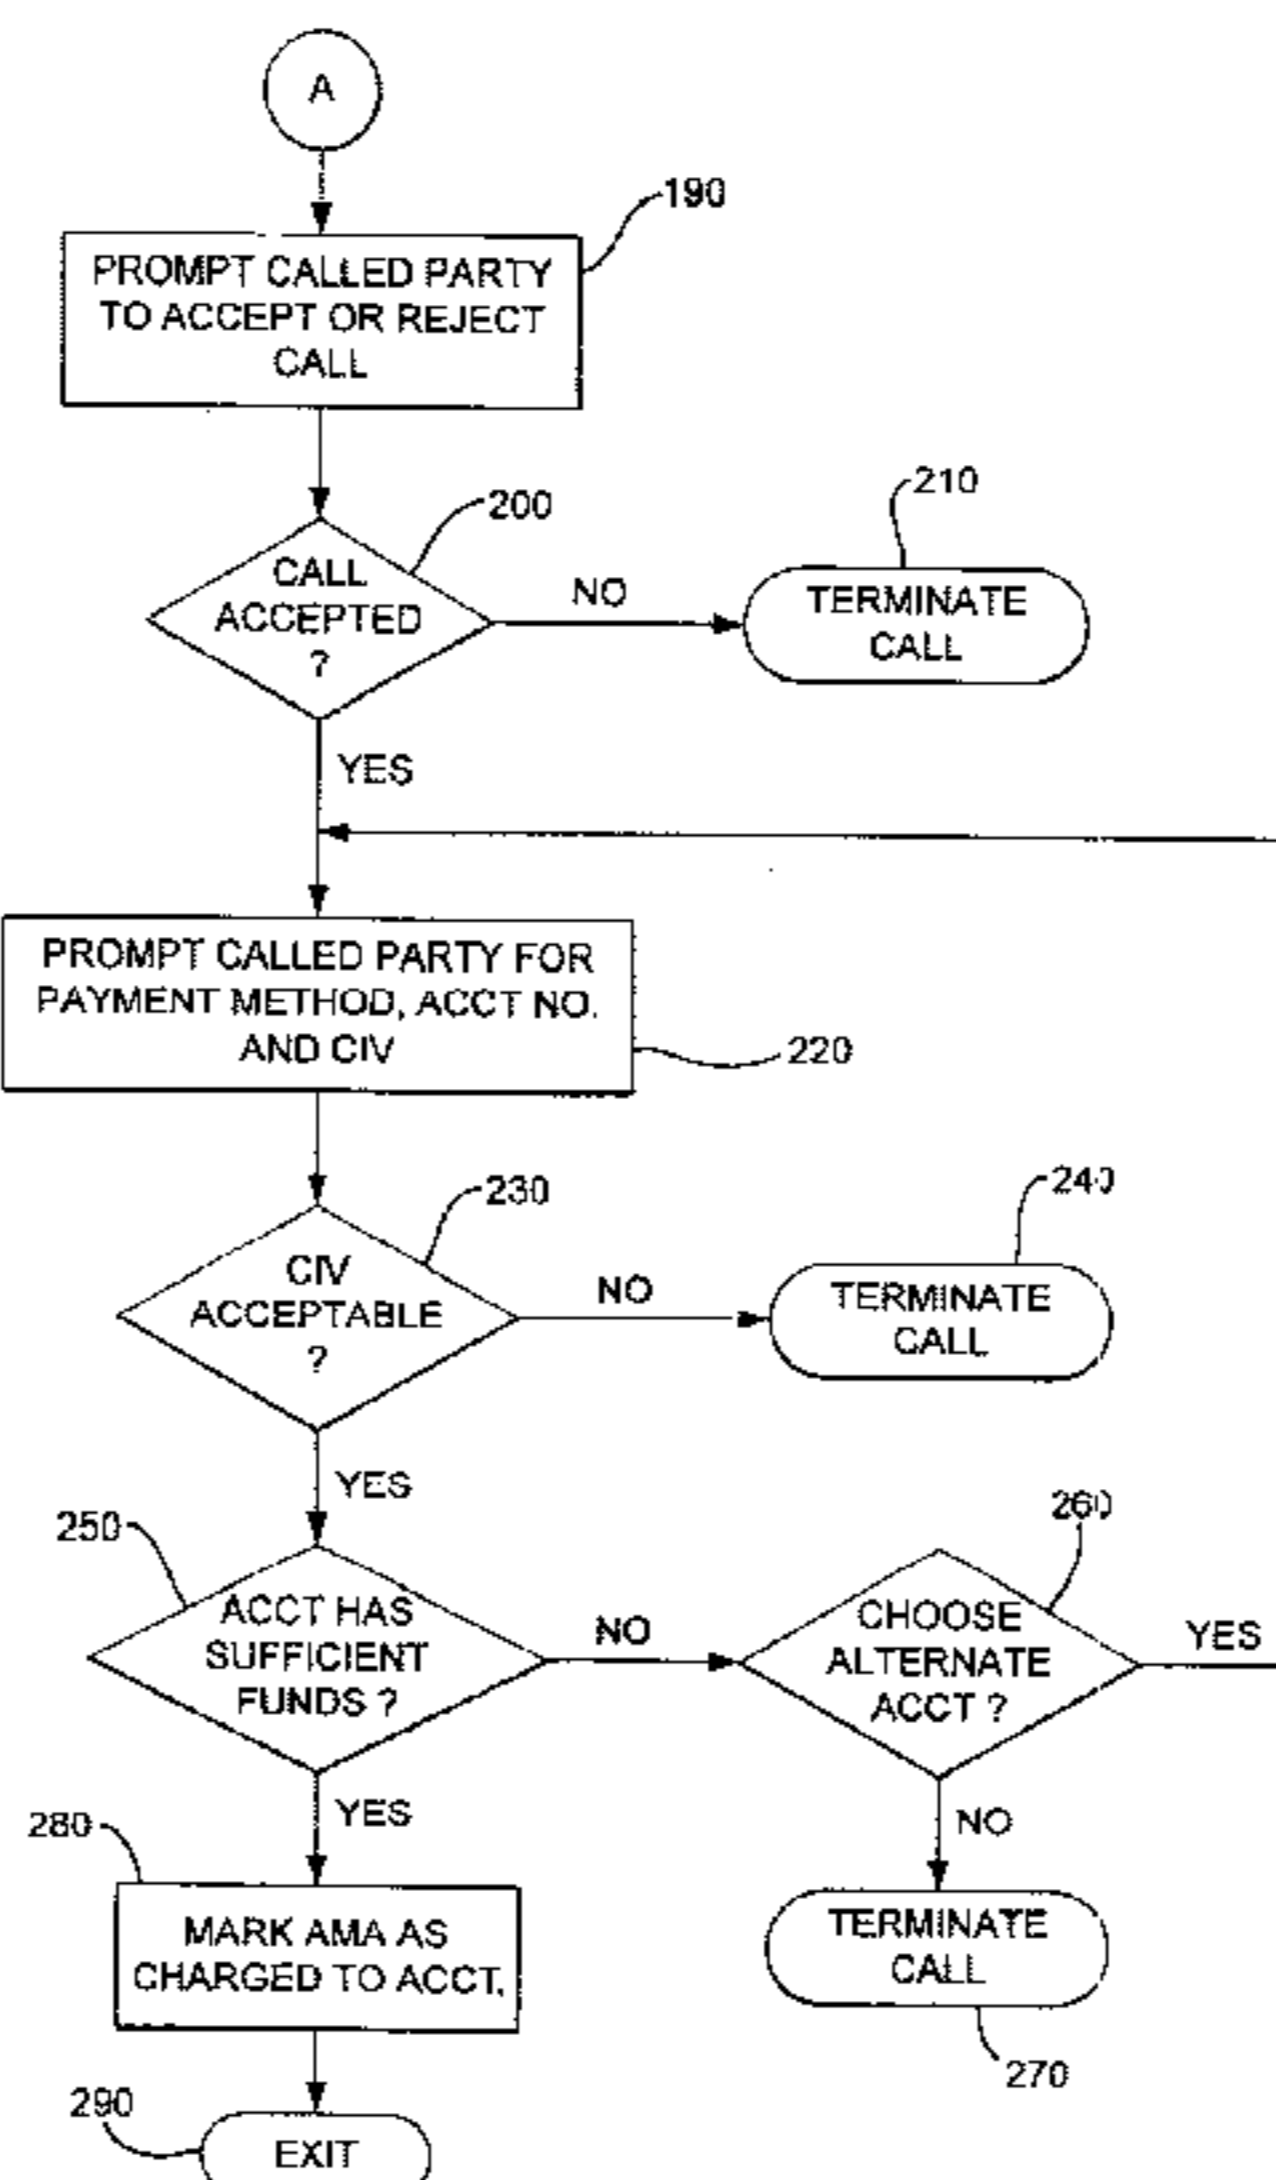 A
190
PROMPT CALLED PARTY
TO ACCEPT OR REJECT
CALL
210
200
CALL
ACCEPTED
?
NO
TERMINATE
CALL
YES
PROMPT CALLED PARTY FOR
PAYMENT METHOD, ACCT NO.
AND CIV
220
240
230
CIV
ACCEPTABLE
?
NO
TERMINATE
CALL
YES
250
260
ACCT HAS
SUFFICIENT
FUNDS ?
NO
CHOOSE
ALTERNATE
ACCT ?
YES
YES
NO
280
MARK AMA AS
CHARGED TO ACCT.
TERMINATE
CALL
270
290
EXIT